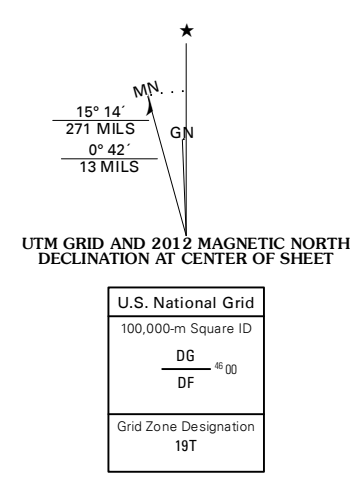 ★
MN
15° 14´
271 MILS
GN
0° 42´
13 MILS
UTM GRID AND 2012 MAGNETIC NORTH
DECLINATION AT CENTER OF SHEET
U.S. National Grid
100,000-m Square ID
DG
46 00
DF
Grid Zone Designation
19T